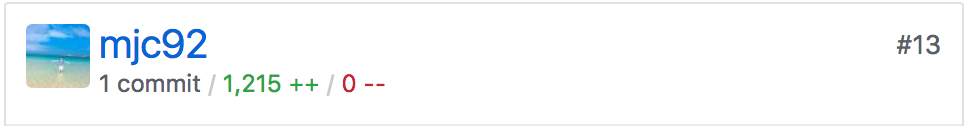 mjc92
#13
1 commit / 1,215 ++ / 0 --